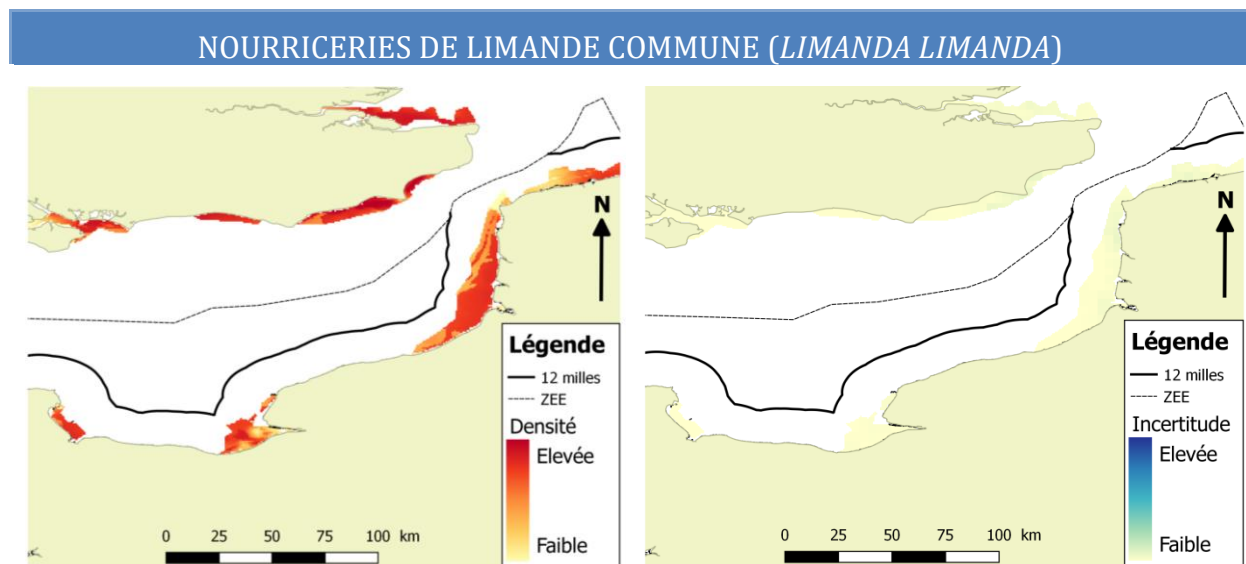 NOURRICERIES DE LIMANDE COMMUNE (LIMANDA LIMANDA)
N
Légende
12 milles
ZEE
Densité
Elevée
Faible
0 25 50 75 100 km
N
Légende
12 milles
ZEE
Incertitude
Elevée
Faible
0 25 50 75 100 km